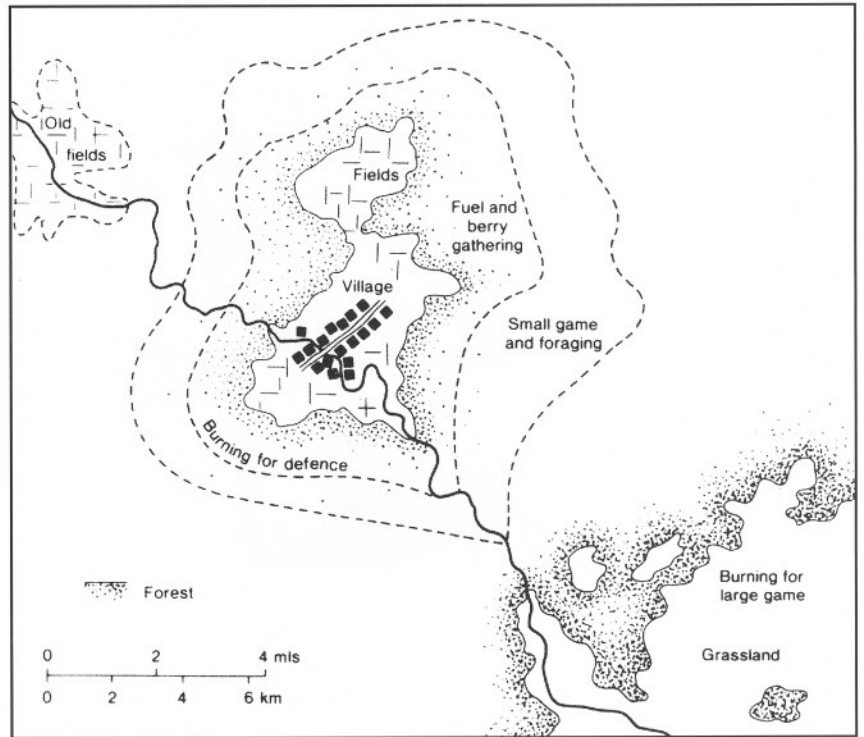 Old
fields
Fields
Fuel and
berry
gathering
Village
Small game
and foraging
Burning for defence
Burning for
large game
Forest
Grassland
0 2 4 mls
0 2 4 6 km